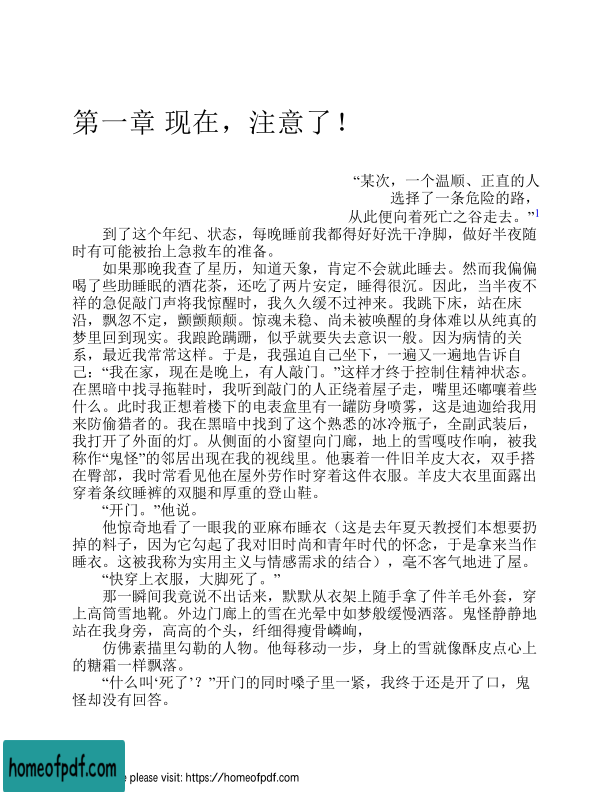 第一章 现在，注意了！
“某次，一个温顺、正直的人
选择了一条危险的路，
从此便向着死亡之谷走去。”1
到了这个年纪、状态，每晚睡前我都得好好洗干净脚，做好半夜随
时有可能被抬上急救车的准备。
如果那晚我查了星历，知道天象，肯定不会就此睡去。然而我偏偏
喝了些助睡眠的酒花茶，还吃了两片安定，睡得很沉。因此，当半夜不
祥的急促敲门声将我惊醒时，我久久缓不过神来。我跳下床，站在床
沿，飘忽不定，颤颤颠颠。惊魂未稳、尚未被唤醒的身体难以从纯真的
梦里回到现实。我踉跄蹒跚，似乎就要失去意识一般。因为病情的关
系，最近我常常这样。于是，我强迫自己坐下，一遍又一遍地告诉自
己：“我在家，现在是晚上，有人敲门。”这样才终于控制住精神状态。
在黑暗中找寻拖鞋时，我听到敲门的人正绕着屋子走，嘴里还嘟囔着些
什么。此时我正想着楼下的电表盒里有一罐防身喷雾，这是迪迦给我用
来防偷猎者的。我在黑暗中找到了这个熟悉的冰冷瓶子，全副武装后，
我打开了外面的灯。从侧面的小窗望向门廊，地上的雪嘎吱作响，被我
称作“鬼怪”的邻居出现在我的视线里。他裹着一件旧羊皮大衣，双手搭
在臀部，我时常看见他在屋外劳作时穿着这件衣服。羊皮大衣里面露出
穿着条纹睡裤的双腿和厚重的登山鞋。
“开门。”他说。
他惊奇地看了一眼我的亚麻布睡衣（这是去年夏天教授们本想要扔
掉的料子，因为它勾起了我对旧时尚和青年时代的怀念，于是拿来当作
睡衣。这被我称为实用主义与情感需求的结合），毫不客气地进了屋。
“快穿上衣服，大脚死了。”
那一瞬间我竟说不出话来，默默从衣架上随手拿了件羊毛外套，穿
上高筒雪地靴。外边门廊上的雪在光晕中如梦般缓慢洒落。鬼怪静静地
站在我身旁，高高的个头，纤细得瘦骨嶙峋，
仿佛素描里勾勒的人物。他每移动一步，身上的雪就像酥皮点心上
的糖霜一样飘落。
“什么叫‘死了’？”开门的同时嗓子里一紧，我终于还是开了口，鬼
怪却没有回答。
homeofpdf.com
e please visit: https://homeofpdf.com